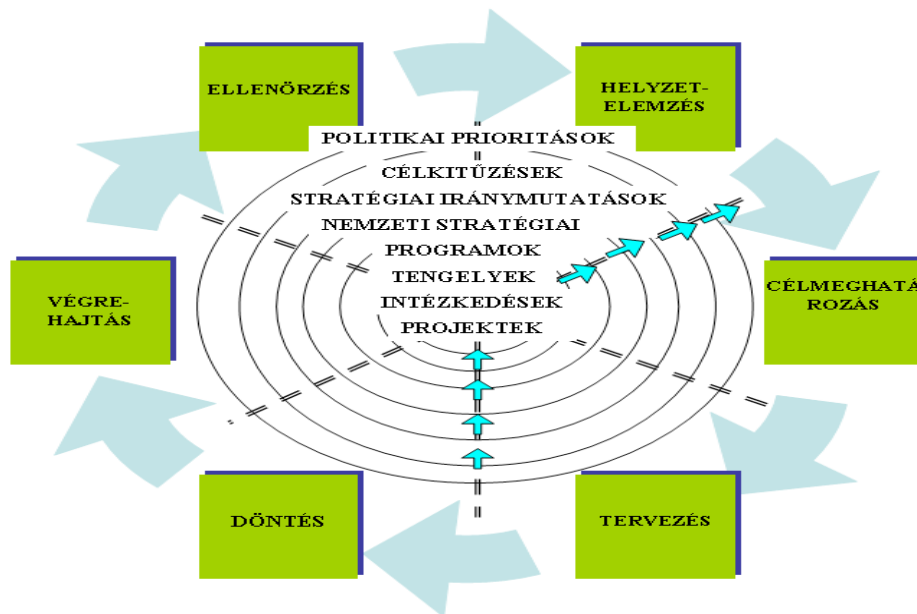 ELLENŐRZÉS
HELYZET-
ELEMZÉS
POLITIKAI PRIORITÁSOK
CÉLKITŰZÉSEK
STRATÉGIAI IRÁNYMUTATÁSOK
NEMZETI STRATÉGIAI
PROGRAMOK
TENGELYEK
INTÉZKEDÉSEK
PROJEKTEK
VÉGRE-
HAJTÁS
CÉLMEGHATÁ
ROZÁS
DÖNTÉS
TERVEZÉS